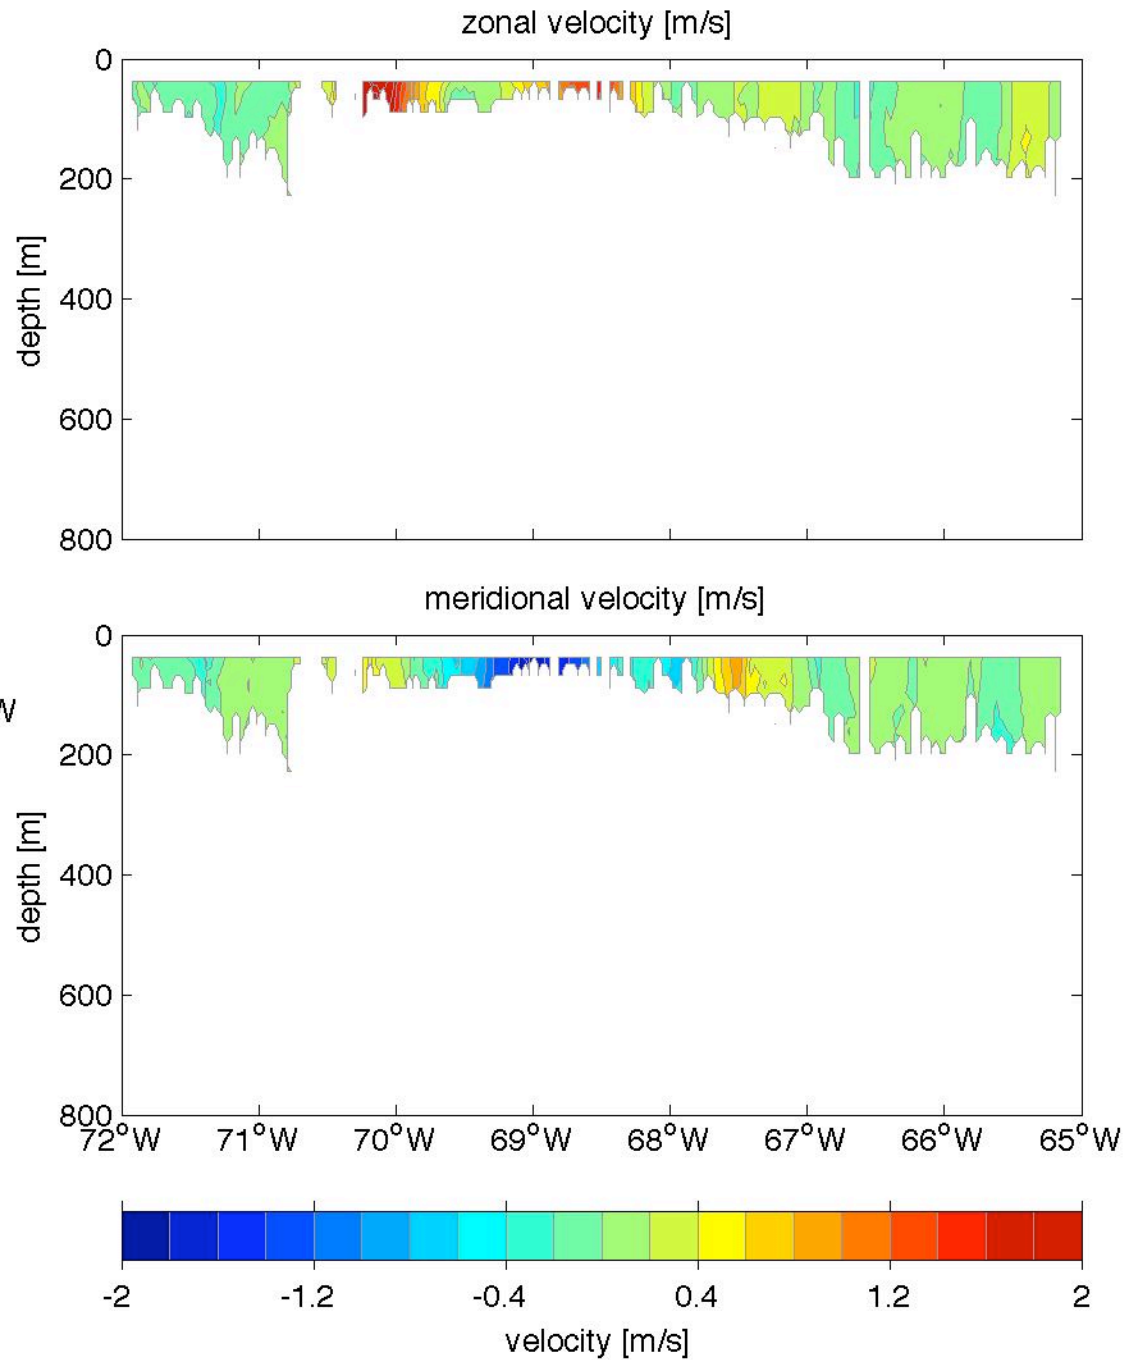 zonal velocity [m/s]
0
200
400
600
800
depth [m]
meridional velocity [m/s]
0
200
400
600
800
depth [m]
W
72°W 71°W 70°W 69°W 68°W 67°W 66°W 65°W
-2 -1.2 -0.4 0.4 1.2 2
velocity [m/s]